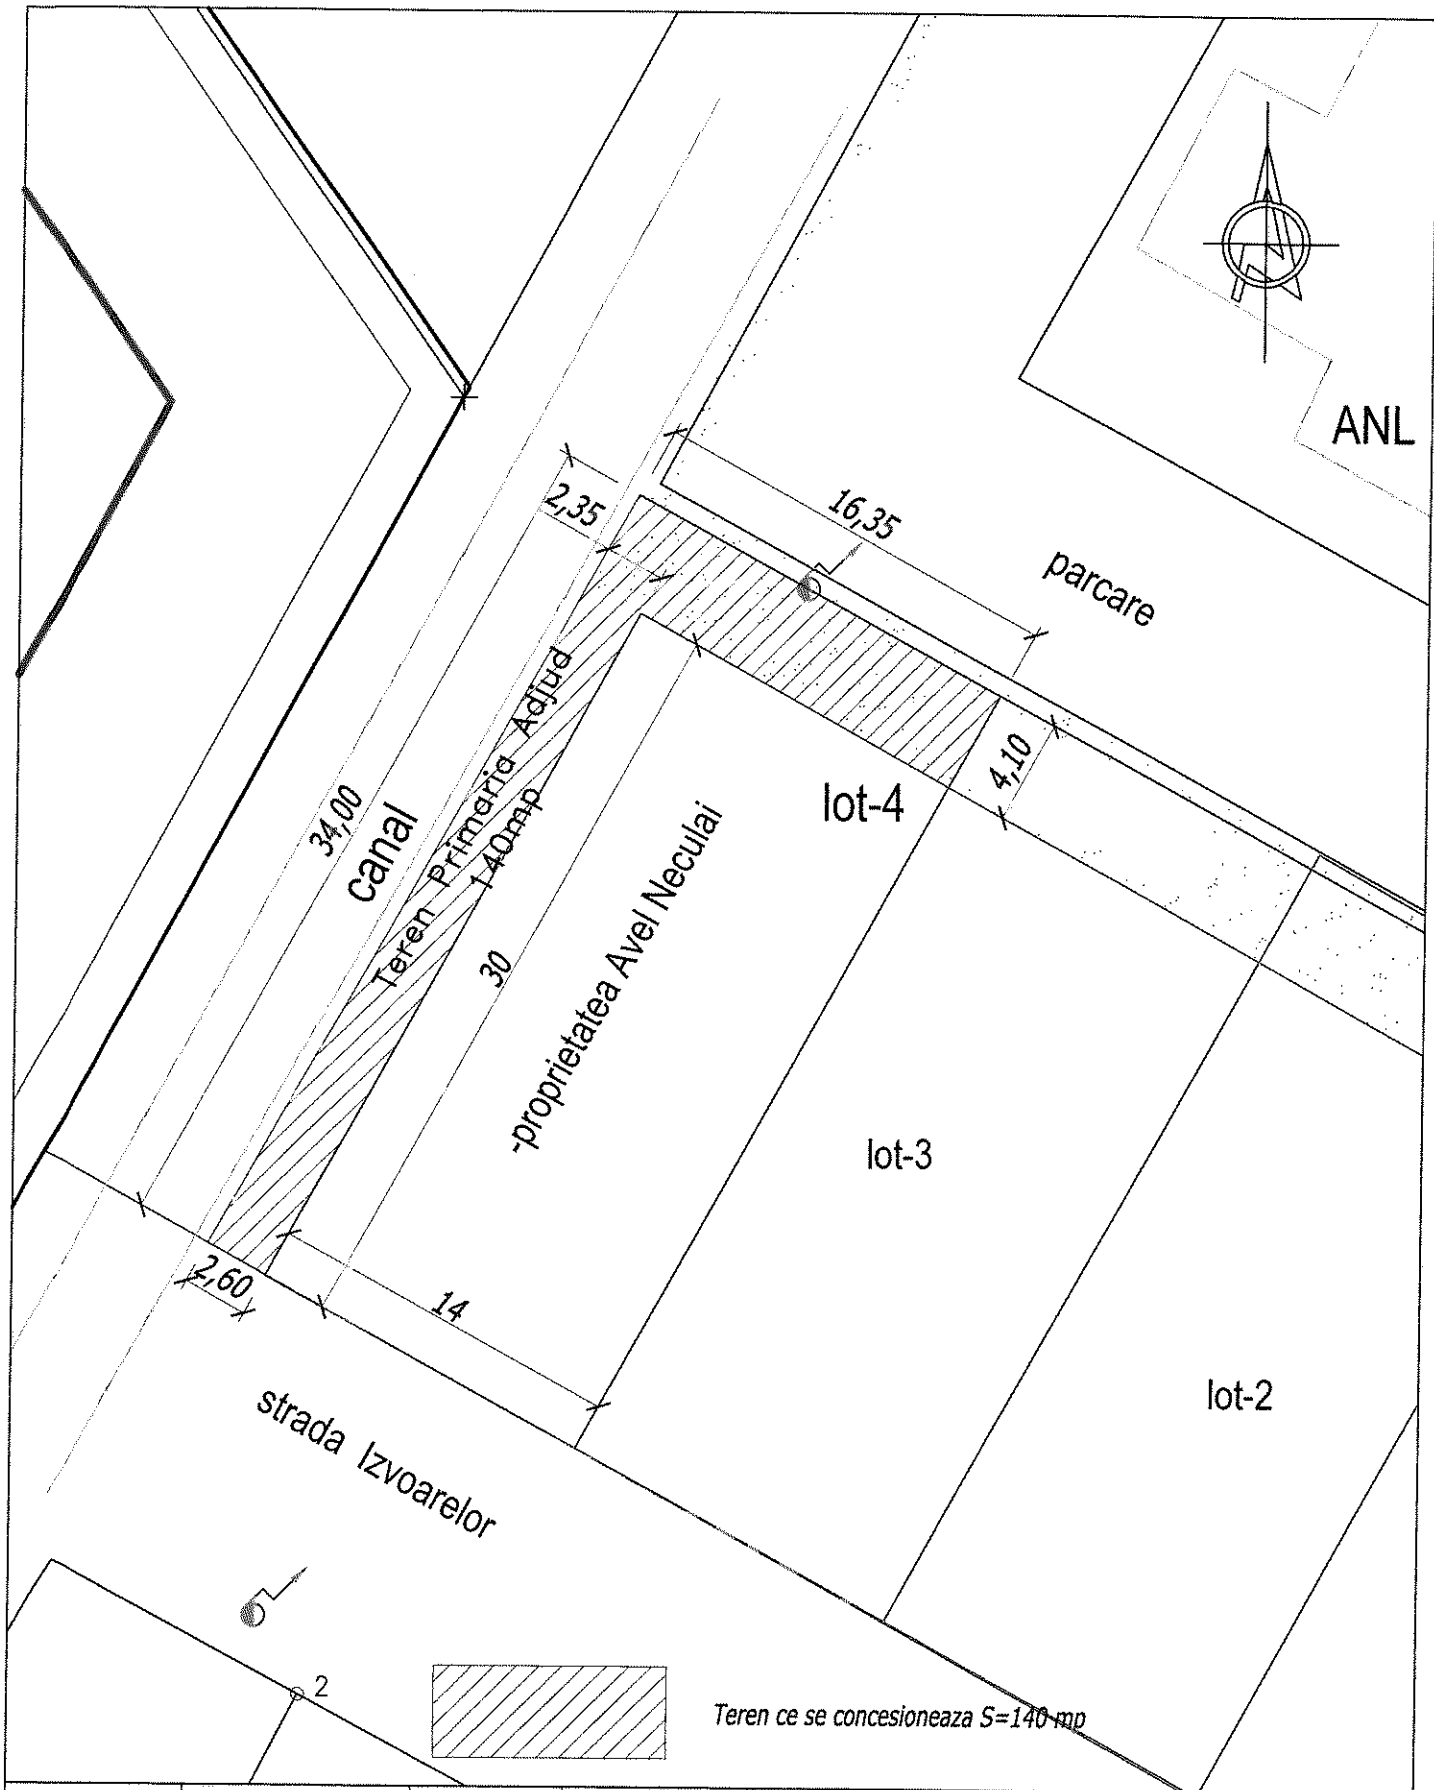 ANL
2,35
16,35
parcare
4,10
lot-4
Teren Primaria Adjud
140mp
34,00
canal
30
-proprietatea Avel Neculai
lot-3
2,60
14
lot-2
strada Izvoarelor
2
Teren ce se concesioneaza S=140 mp